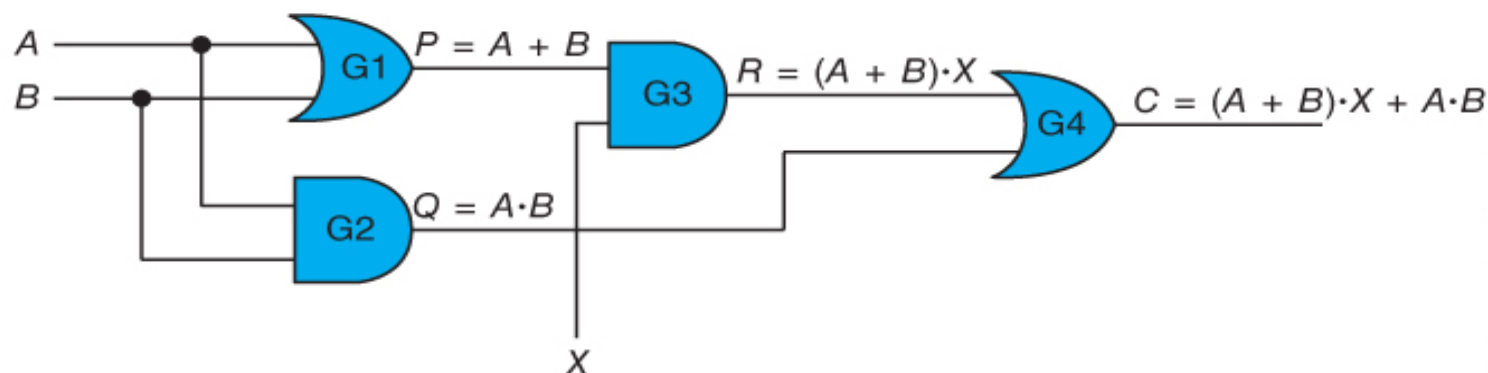 A
B
G1
P = A + B
G2
Q = A·B
X
G3
R = (A + B)·X
G4
C = (A + B)·X + A·B